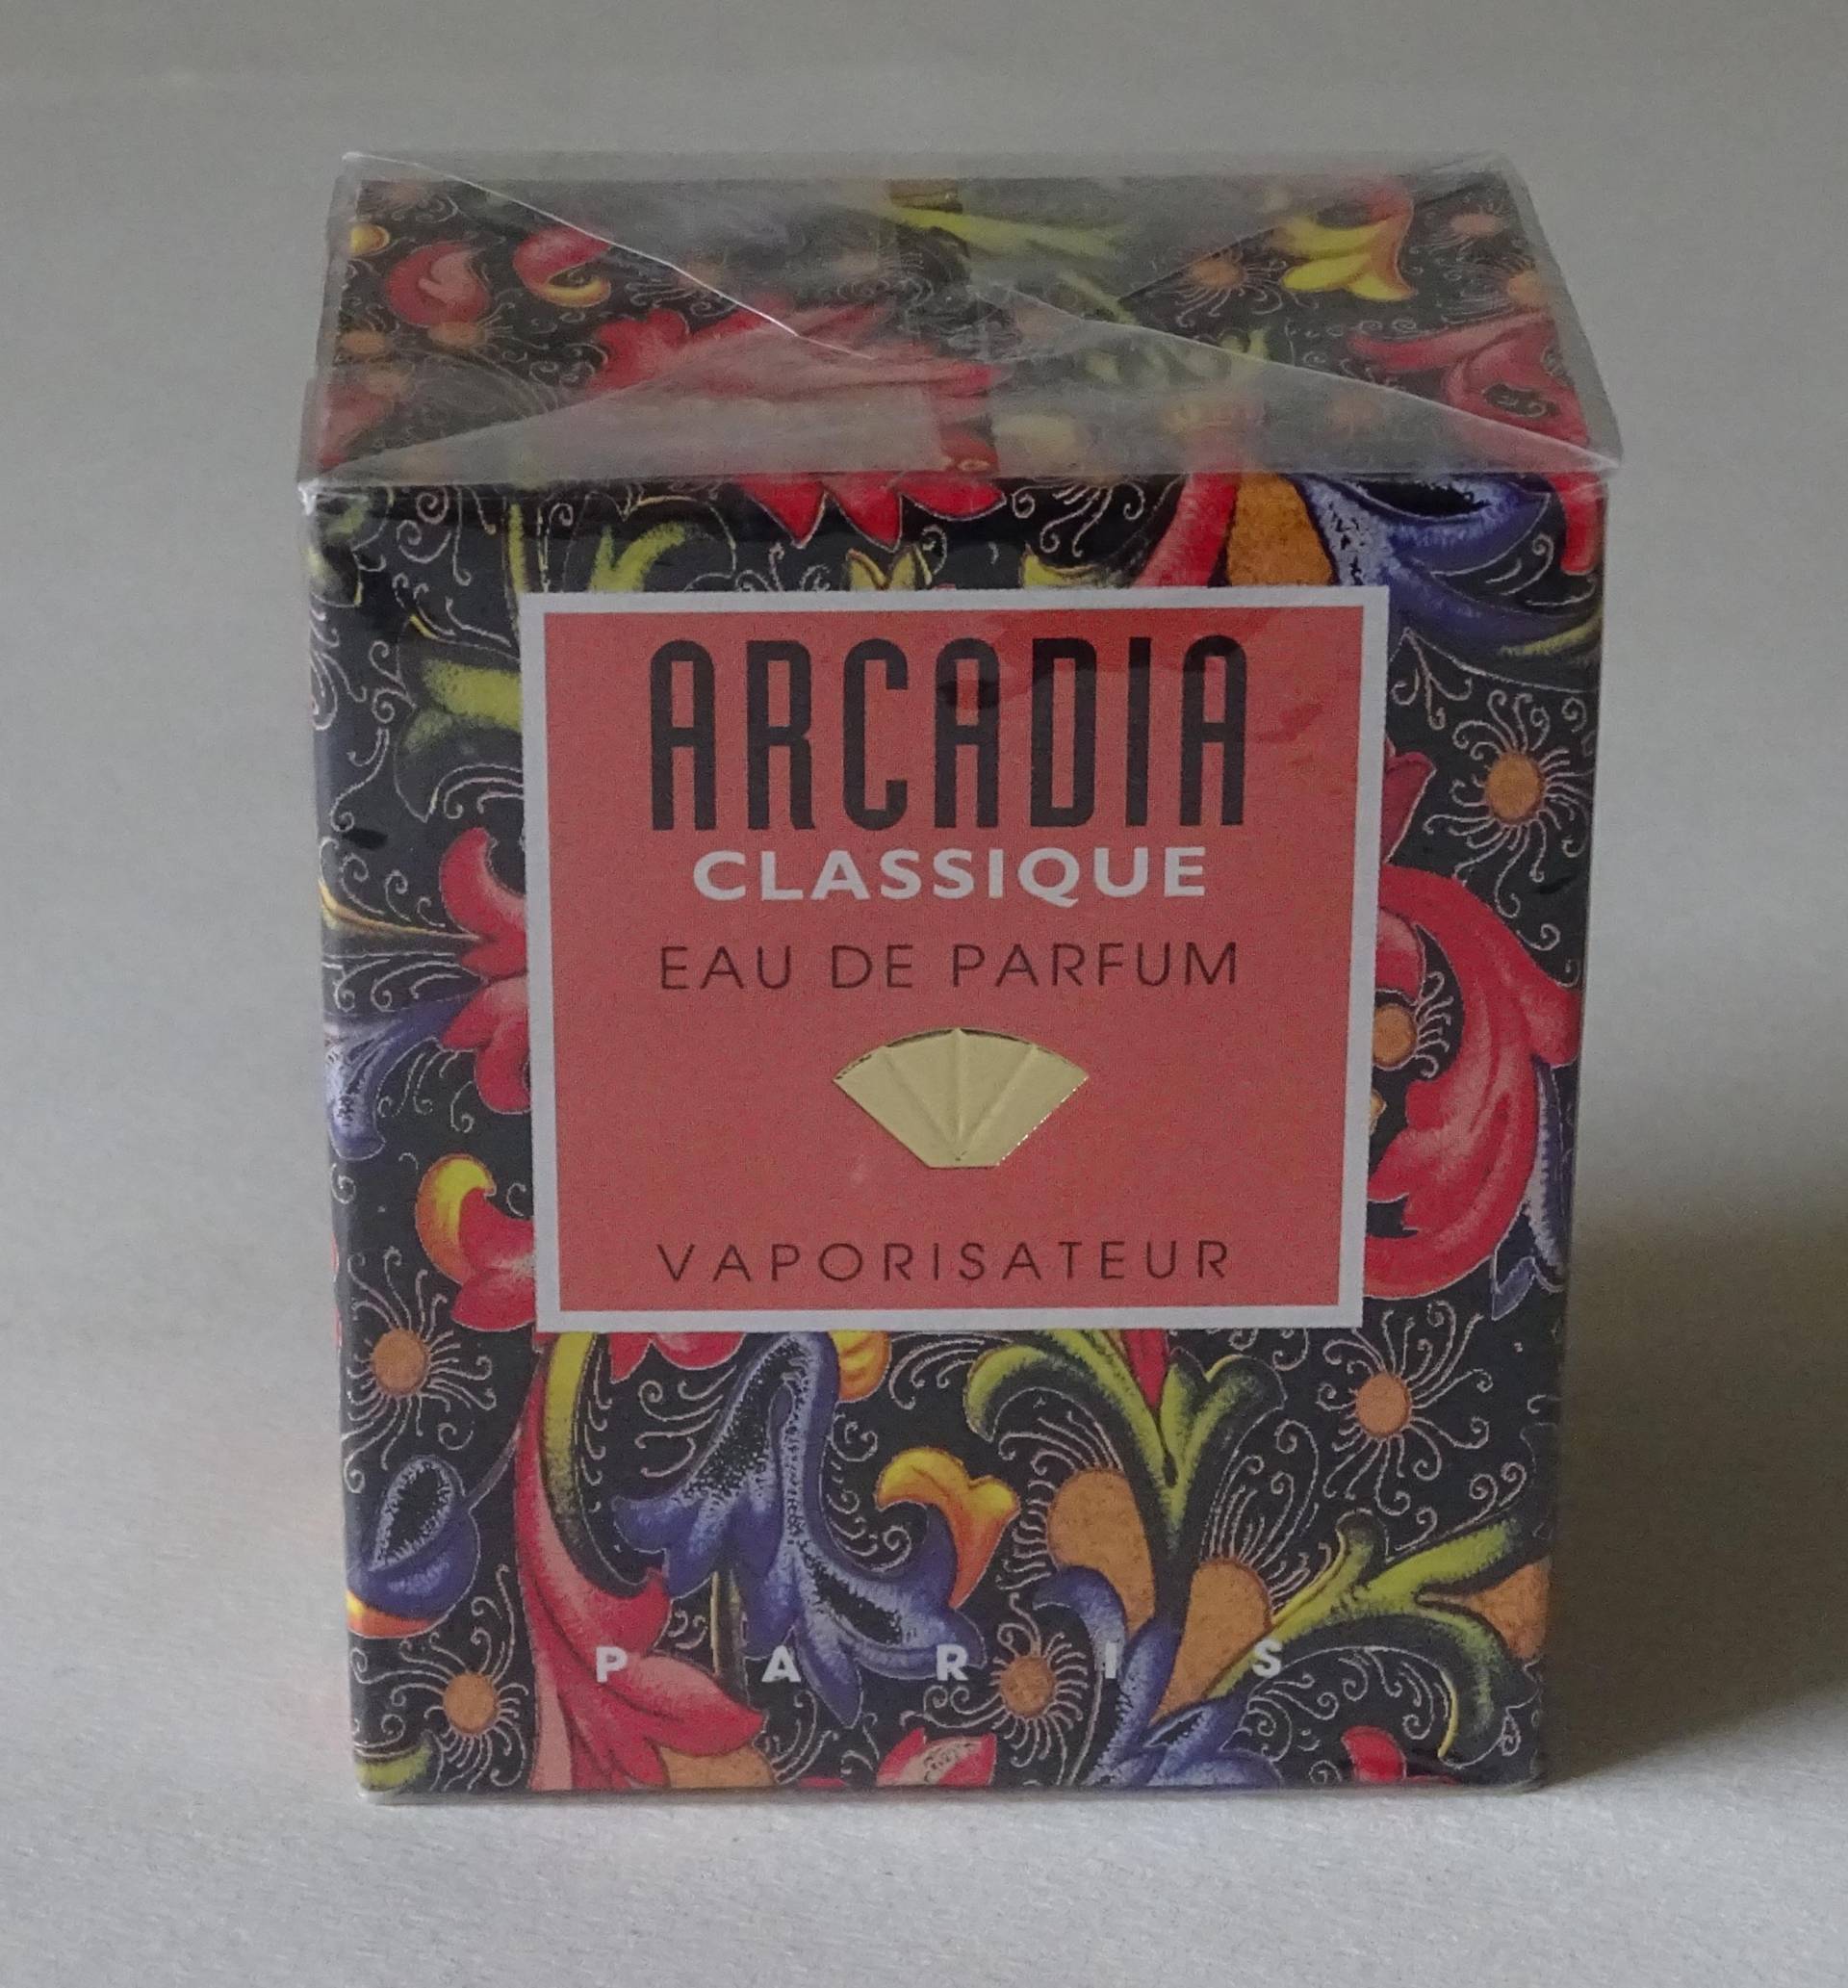 ARCADIA
CLASSIQUE
EAU DE PARFUM
VAPORISATEUR
PARIS